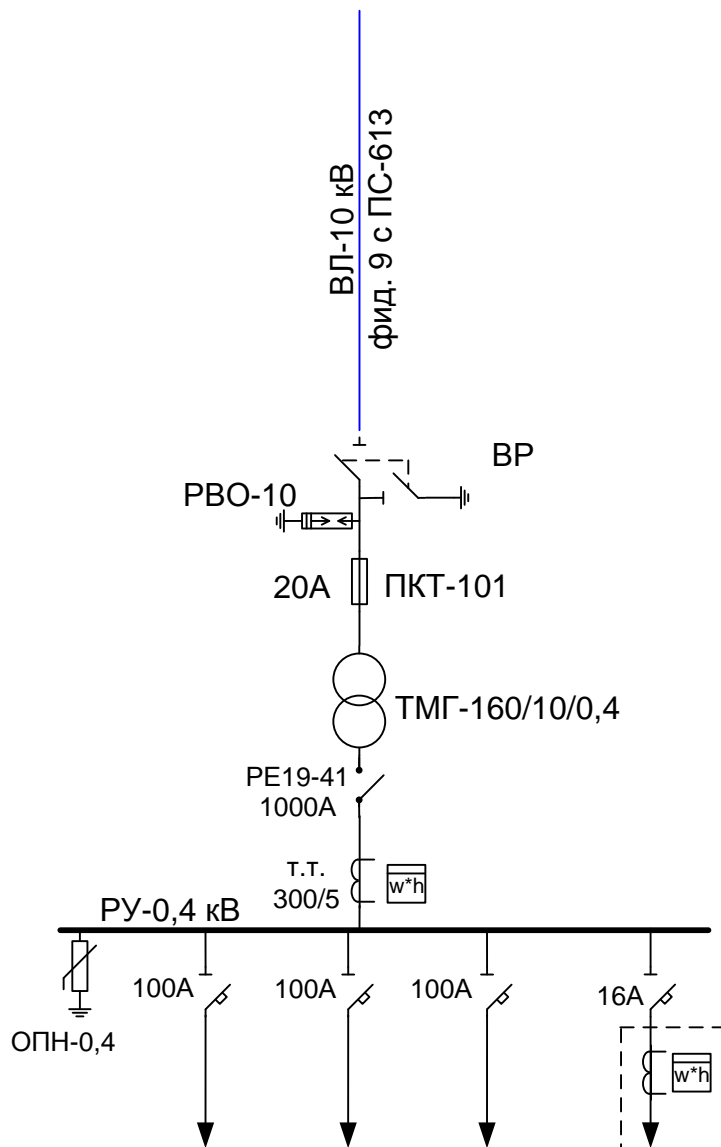 ВЛ-10 кВ
фид. 9 с ПС-613
ВР
РВО-10
20А
ПКТ-101
ТМГ-160/10/0,4
РЕ19-41
1000А
т.т.
300/5
w*h
РУ-0,4 кВ
100А
100А
100А
16А
ОПН-0,4
w*h